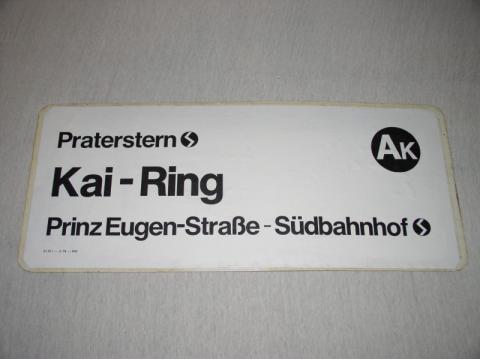 Praterstern
AK
Kai - Ring
Prinz Eugen-Straße - Südbahnhof